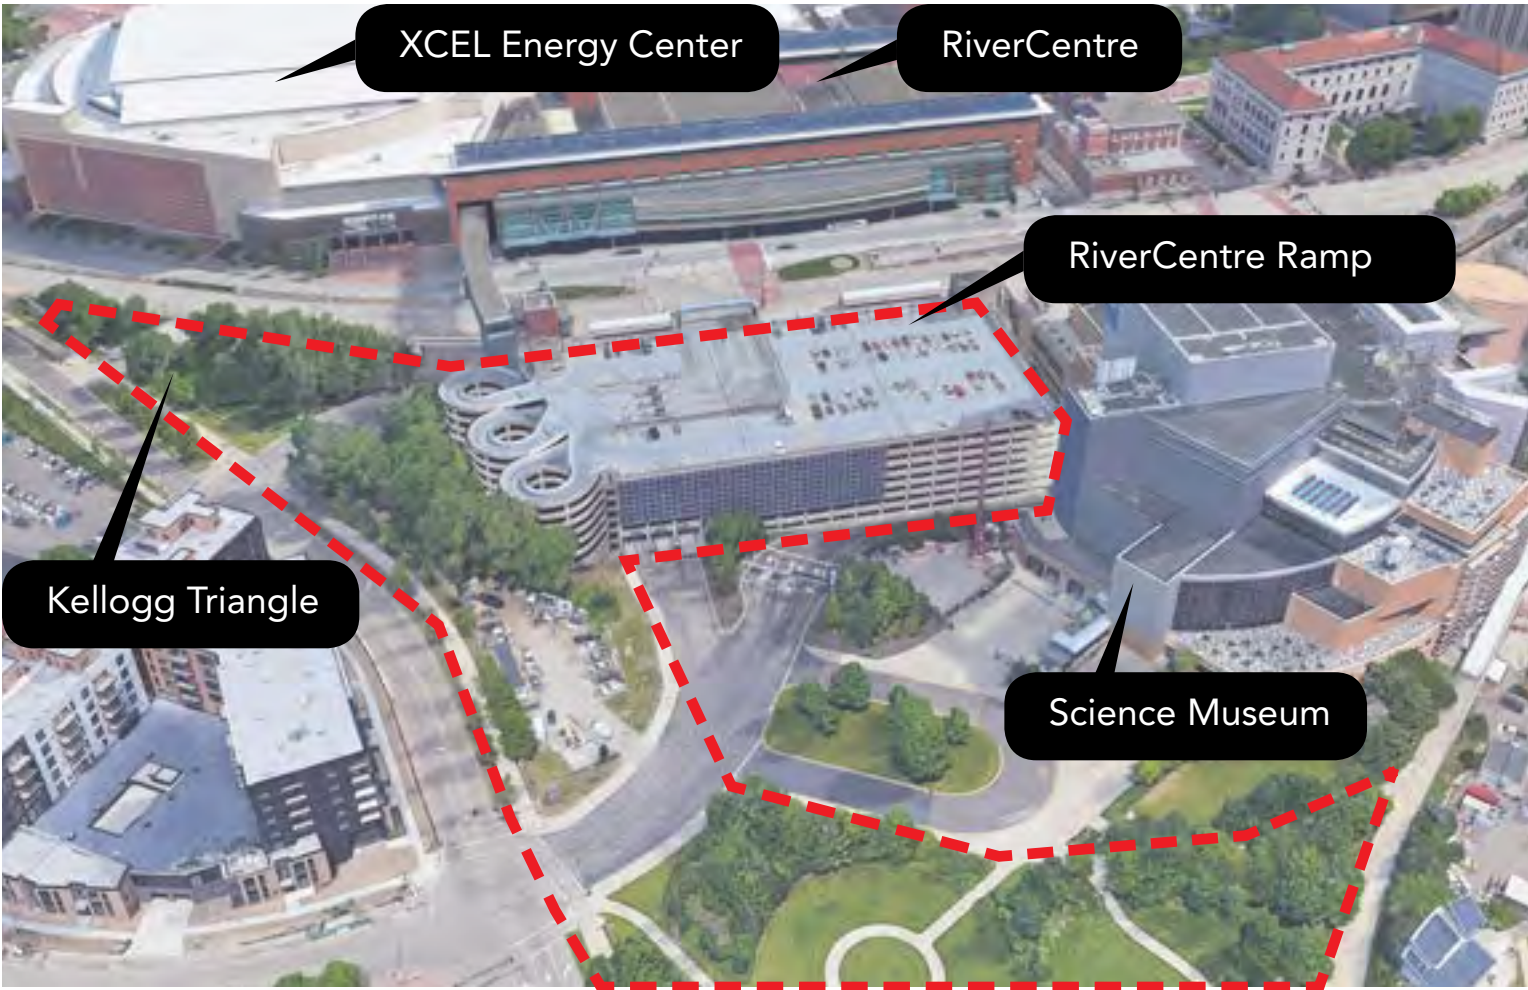 XCEL Energy Center
RiverCentre
RiverCentre Ramp
Kellogg Triangle
Science Museum